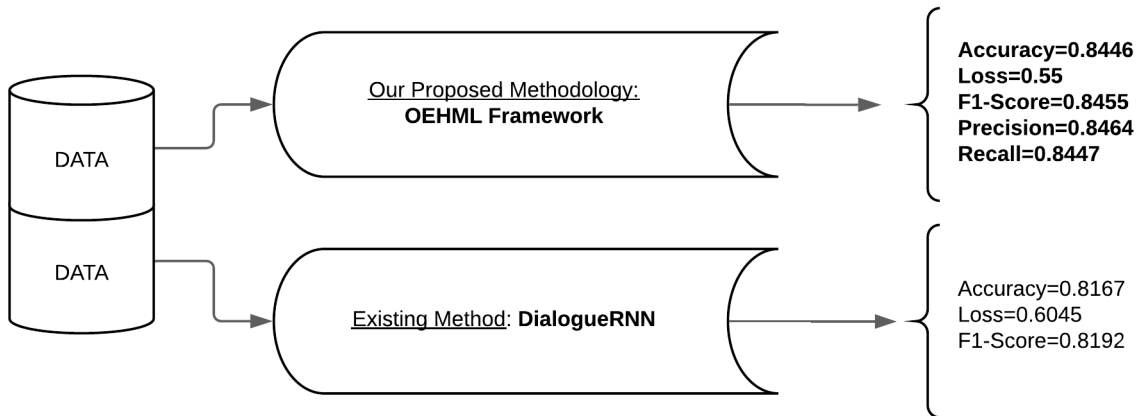 DATA
DATA
Our Proposed Methodology:
OEHML Framework
Accuracy=0.8446
Loss=0.55
F1-Score=0.8455
Precision=0.8464
Recall=0.8447
Existing Method: DialogueRNN
Accuracy=0.8167
Loss=0.6045
F1-Score=0.8192